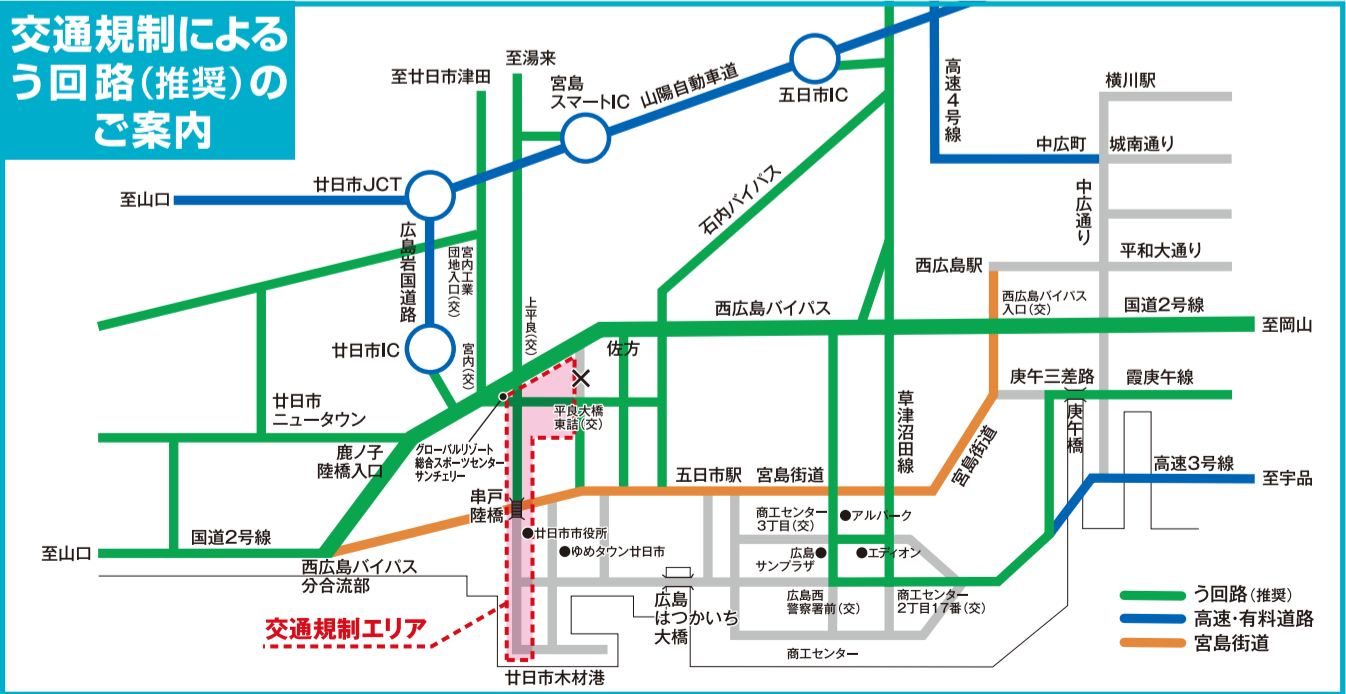 交通規制による
う回路(推奨)の
ご案内
至廿日市津田
至湯来
宮島
スマートIC
山陽自動車道
五日市IC
高速4号線
横川駅
中広町
城南通り
中広通り
至山口
廿日市JCT
広島岩国道路
宮内工業
団地入口(交)
石内バイパス
西広島駅
平和大通り
上平良(交)
西広島バイパス
西広島バイパス
入口(交)
国道2号線
至岡山
廿日市IC
宮内(交)
佐方
庚午三差路
霞庚午線
庚午橋
廿日市
ニュータウン
平良大橋
東詰(交)
草津沼田線
鹿ノ子
陸橋入口
グローバルリゾート
総合スポーツセンター
サンチェリー
宮島街道
高速3号線
至宇品
五日市駅
宮島街道
串戸
陸橋
商工センター
3丁目(交)
●アルパーク
国道2号線
至山口
●廿日市市役所
●ゆめタウン廿日市
広島
サンプラザ
●
●エディオン
西広島バイパス
分合流部
広島
はつかいち
大橋
広島西
警察署前(交)
商工センター
2丁目17番(交)
う回路(推奨)
高速・有料道路
宮島街道
交通規制エリア
商工センター
廿日市木材港